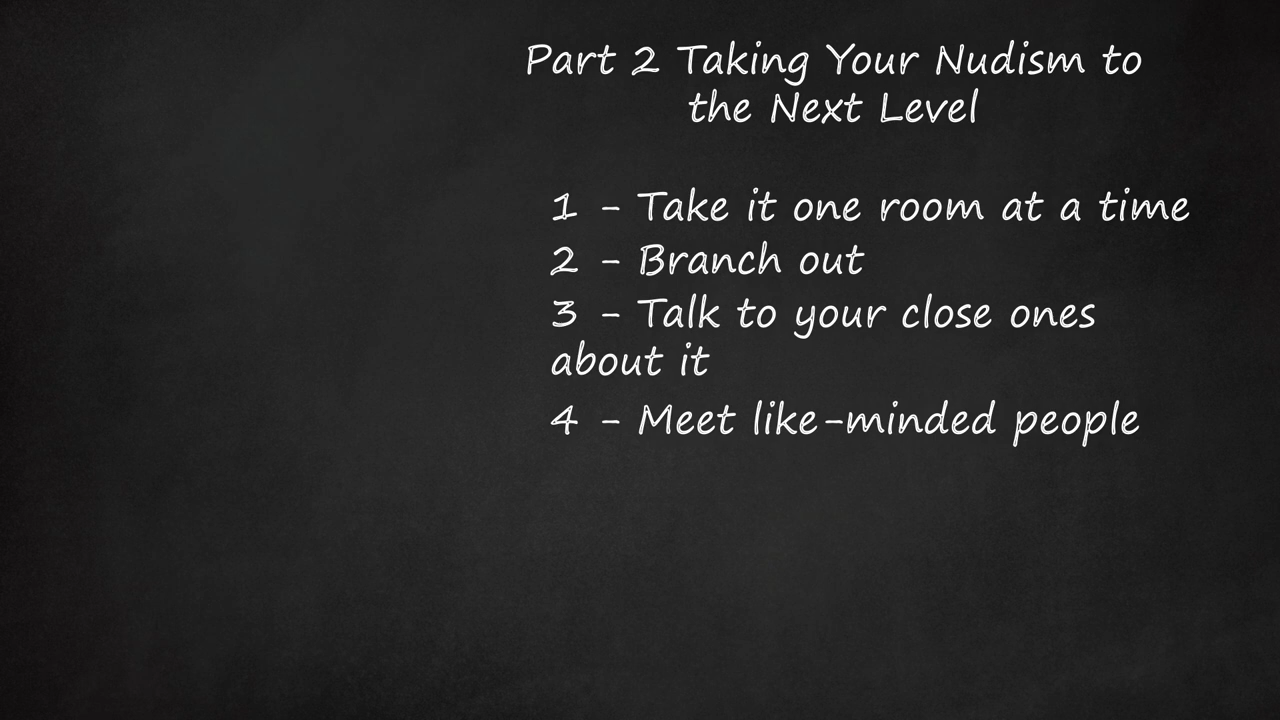 Part 2 Taking Your Nudism to
the Next Level
1 - Take it one room at a time
2 - Branch out
3 - Talk to your close ones
about it
4 - Meet like-minded people